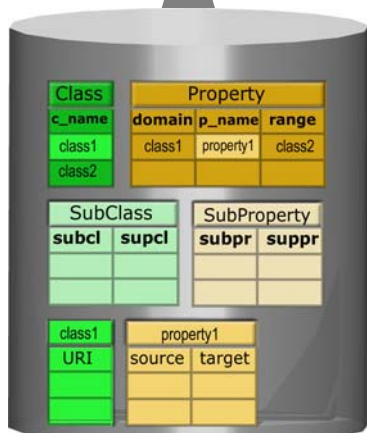 Class Property
c_name domain p_name range
class1 class1 property1 class2
class2
SubClass SubProperty
subcl supcl subpr suppr
class1 property1
URI source target